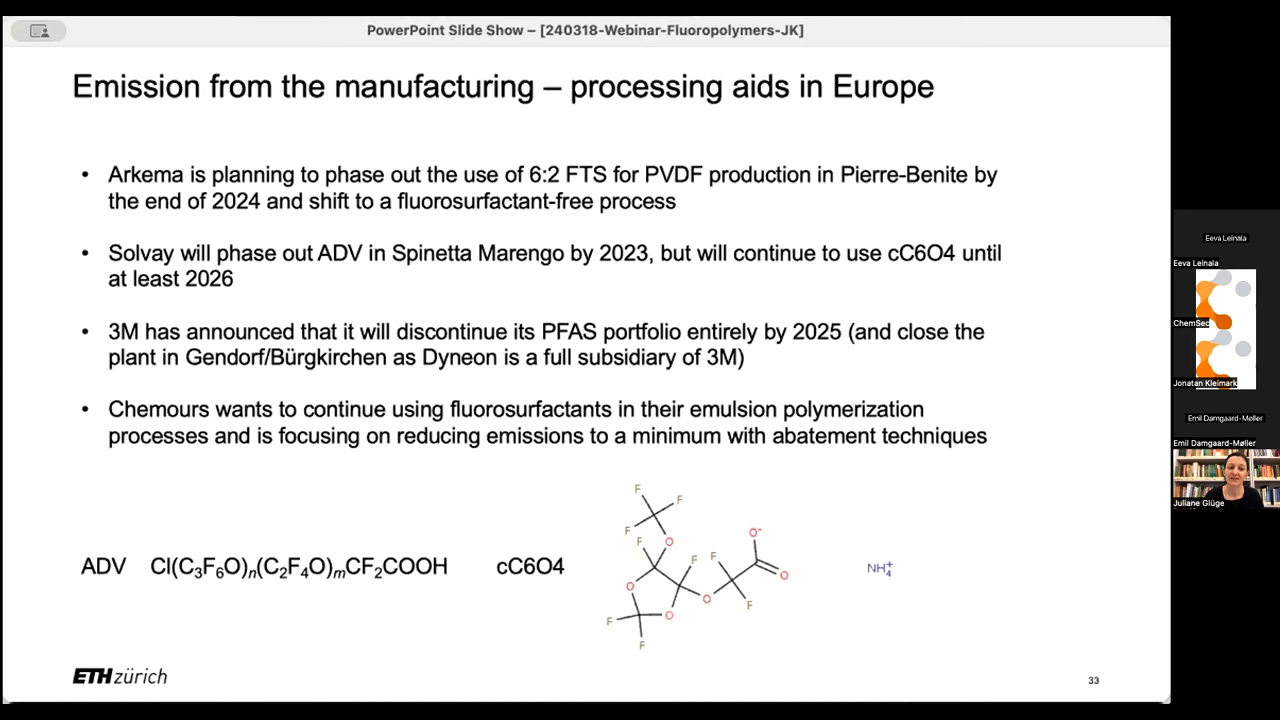 PowerPoint Slide Show – [240318-Webinar-Fluoropolymers-JK]
Emission from the manufacturing – processing aids in Europe
• Arkema is planning to phase out the use of 6:2 FTS for PVDF production in Pierre-Benite by
the end of 2024 and shift to a fluorosurfactant-free process
• Solvay will phase out ADV in Spinetta Marengo by 2023, but will continue to use cC6O4 until
at least 2026
• 3M has announced that it will discontinue its PFAS portfolio entirely by 2025 (and close the
plant in Gendorf/Bürgkirchen as Dyneon is a full subsidiary of 3M)
• Chemours wants to continue using fluorosurfactants in their emulsion polymerization
processes and is focusing on reducing emissions to a minimum with abatement techniques
ADV Cl(C₃F₆O)ₙ(C₂F₄O)ₘCF₂COOH cC6O4
F
F
F
O
F
F
F
O⁻
O
O
O
O
F
F
F
NH₄⁺
ETH zürich
33
Eeva Leinala
Eeva Leinala
ChemSec
Jonatan Kleimark
Emil Damgaard-Møller
Emil Damgaard-Møller
Juliane Glüge